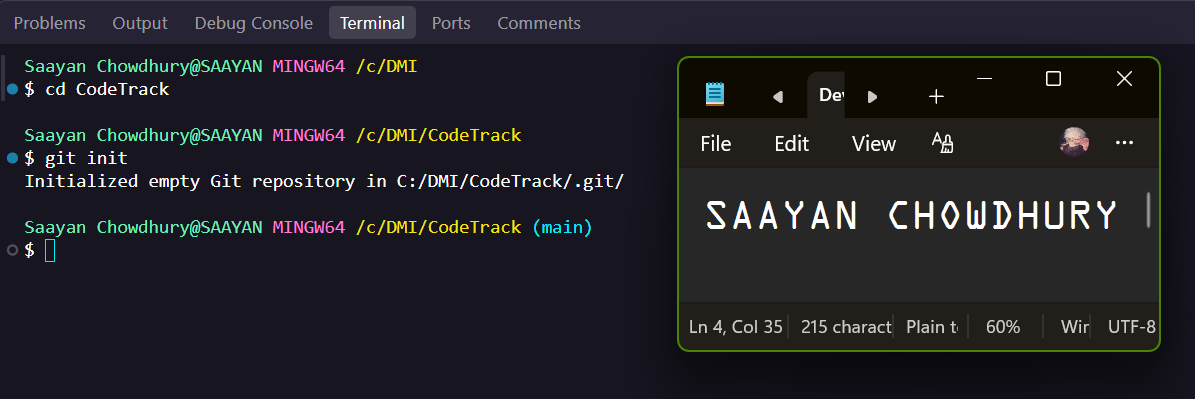 Problems Output Debug Console Terminal Ports Comments
Saayan Chowdhury@SAAYAN MINGW64 /c/DMI
$ cd CodeTrack
Saayan Chowdhury@SAAYAN MINGW64 /c/DMI/CodeTrack
$ git init
Initialized empty Git repository in C:/DMI/CodeTrack/.git/
Saayan Chowdhury@SAAYAN MINGW64 /c/DMI/CodeTrack (main)
$
File Edit View
SAAYAN CHOWDHURY
Ln 4, Col 35 215 charact Plain 60% UTF-8